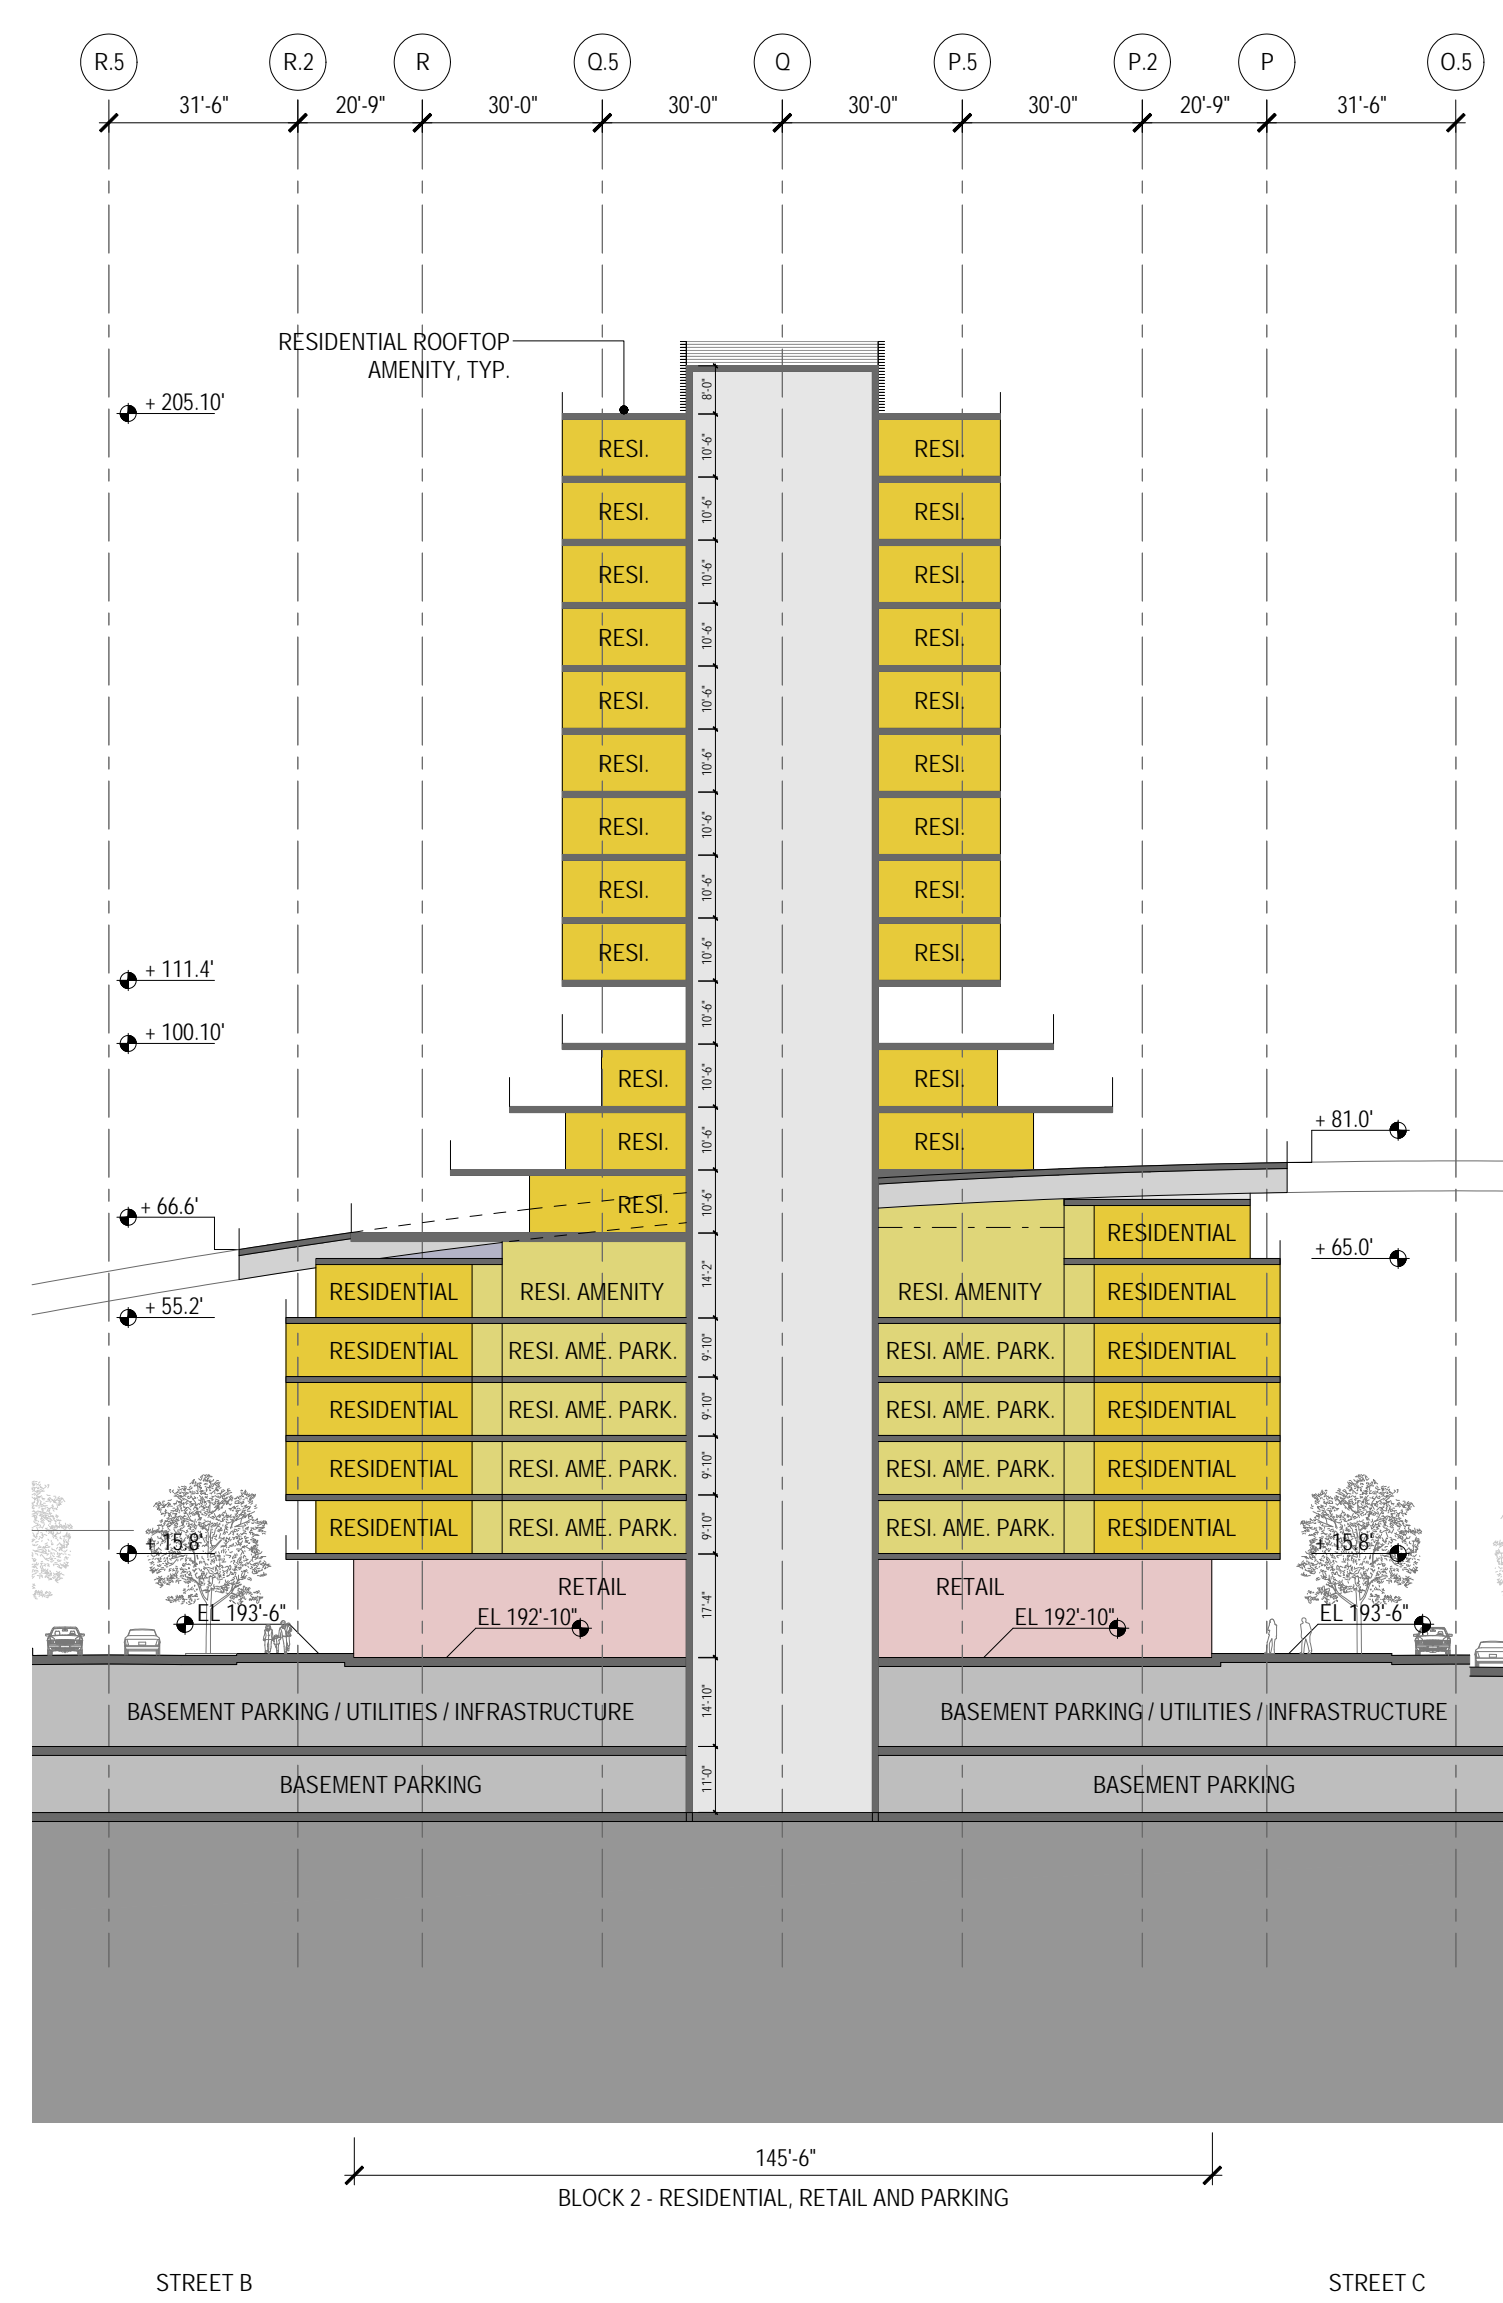 R.5 R.2 R Q.5 Q P.5 P.2 P O.5
31'-6" 20'-9" 30'-0" 30'-0" 30'-0" 30'-0" 20'-9" 31'-6"
RESIDENTIAL ROOFTOP
AMENITY, TYP.
8'-0"
+ 205.10'
RESI. 10'-6" RESI.
RESI. 10'-6" RESI.
RESI. 10'-6" RESI.
RESI. 10'-6" RESI.
RESI. 10'-6" RESI.
RESI. 10'-6" RESI.
RESI. 10'-6" RESI.
RESI. 10'-6" RESI.
RESI. 10'-6" RESI.
+ 111.4'
10'-6"
+ 100.10'
RESI. 10'-6" RESI.
+ 81.0'
RESI. 10'-6" RESI.
+ 66.6' RESI. 10'-6"
RESIDENTIAL
+ 65.0'
RESIDENTIAL RESI. AMENITY 14'-2" RESI. AMENITY RESIDENTIAL
+ 55.2'
RESIDENTIAL RESI. AME. PARK. 9'-10" RESI. AME. PARK. RESIDENTIAL
RESIDENTIAL RESI. AME. PARK. 9'-10" RESI. AME. PARK. RESIDENTIAL
RESIDENTIAL RESI. AME. PARK. 9'-10" RESI. AME. PARK. RESIDENTIAL
RESIDENTIAL RESI. AME. PARK. 9'-10" RESI. AME. PARK. RESIDENTIAL
+ 15.8' + 15.8'
RETAIL 17'-4" RETAIL
EL 193'-6" EL 192'-10" EL 192'-10" EL 193'-6"
BASEMENT PARKING / UTILITIES / INFRASTRUCTURE 14'-10" BASEMENT PARKING / UTILITIES / INFRASTRUCTURE
BASEMENT PARKING 11'-0" BASEMENT PARKING
145'-6"
BLOCK 2 - RESIDENTIAL, RETAIL AND PARKING
STREET B STREET C